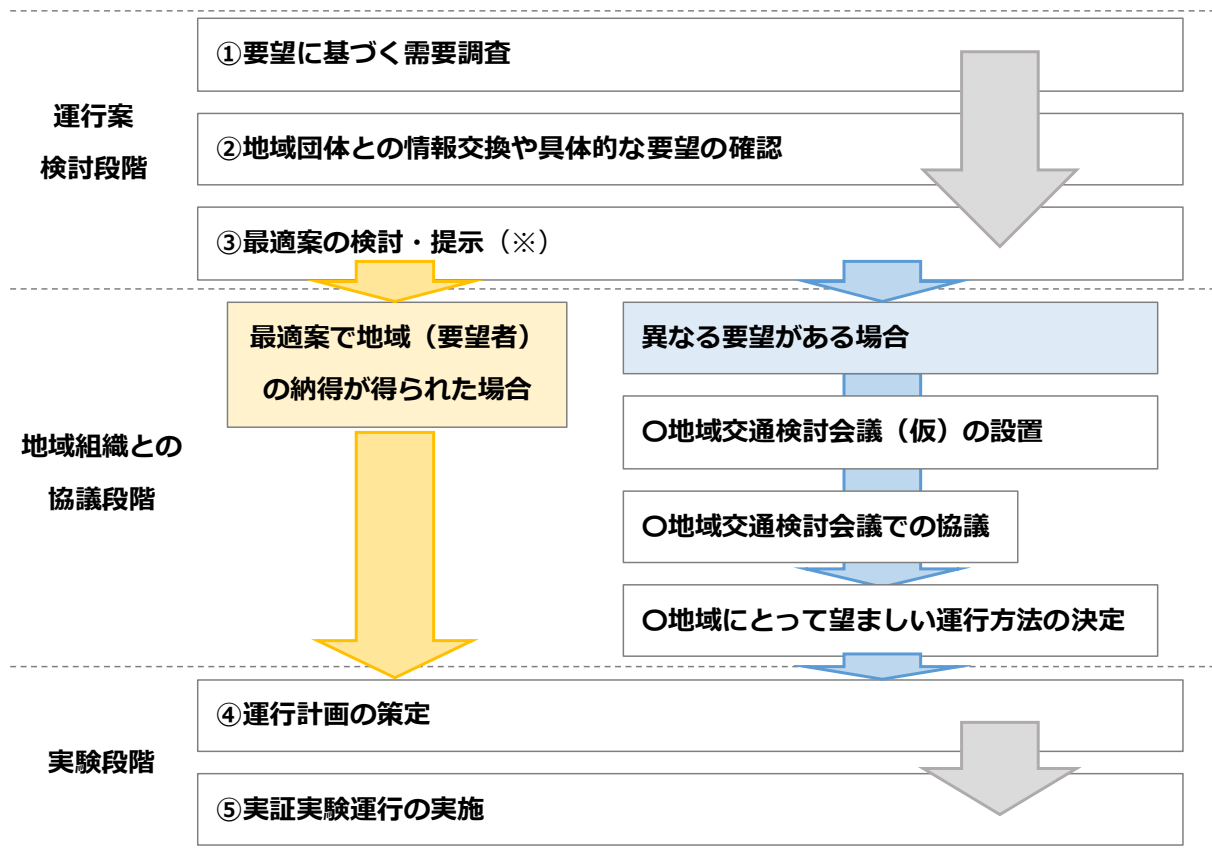 運行案
検討段階
①要望に基づく需要調査
②地域団体との情報交換や具体的な要望の確認
③最適案の検討・提示（※）
地域組織との
協議段階
最適案で地域（要望者）
の納得が得られた場合
異なる要望がある場合
〇地域交通検討会議（仮）の設置
〇地域交通検討会議での協議
〇地域にとって望ましい運行方法の決定
実験段階
④運行計画の策定
⑤実証実験運行の実施